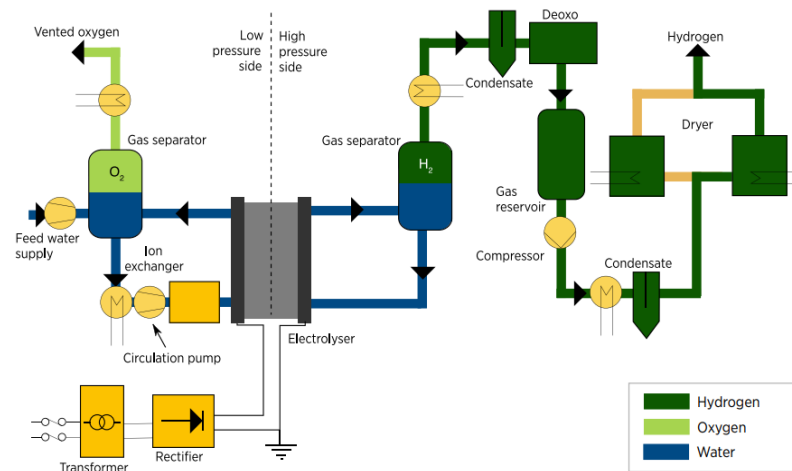 Vented oxygen
Low
pressure
side
High
pressure
side
Deoxo
Hydrogen
Condensate
Gas separator
Gas separator
Dryer
O2
H2
Gas
reservoir
Feed water
supply
Ion
exchanger
Compressor
Condensate
Electrolyser
Circulation pump
Hydrogen
Oxygen
Water
Transformer
Rectifier